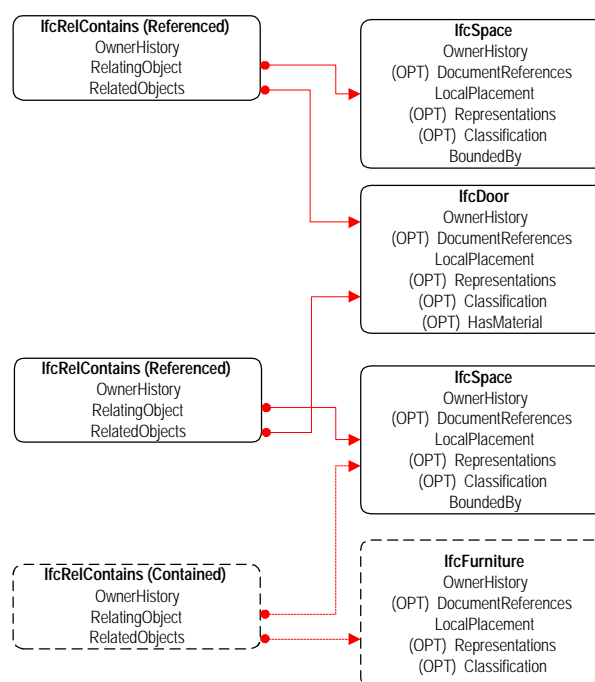 IfcRelContains (Referenced)
OwnerHistory
RelatingObject
RelatedObjects
IfcSpace
OwnerHistory
(OPT) DocumentReferences
LocalPlacement
(OPT) Representations
(OPT) Classification
BoundedBy
IfcDoor
OwnerHistory
(OPT) DocumentReferences
LocalPlacement
(OPT) Representations
(OPT) Classification
(OPT) HasMaterial
IfcRelContains (Referenced)
OwnerHistory
RelatingObject
RelatedObjects
IfcSpace
OwnerHistory
(OPT) DocumentReferences
LocalPlacement
(OPT) Representations
(OPT) Classification
BoundedBy
IfcRelContains (Contained)
OwnerHistory
RelatingObject
RelatedObjects
IfcFurniture
OwnerHistory
(OPT) DocumentReferences
LocalPlacement
(OPT) Representations
(OPT) Classification